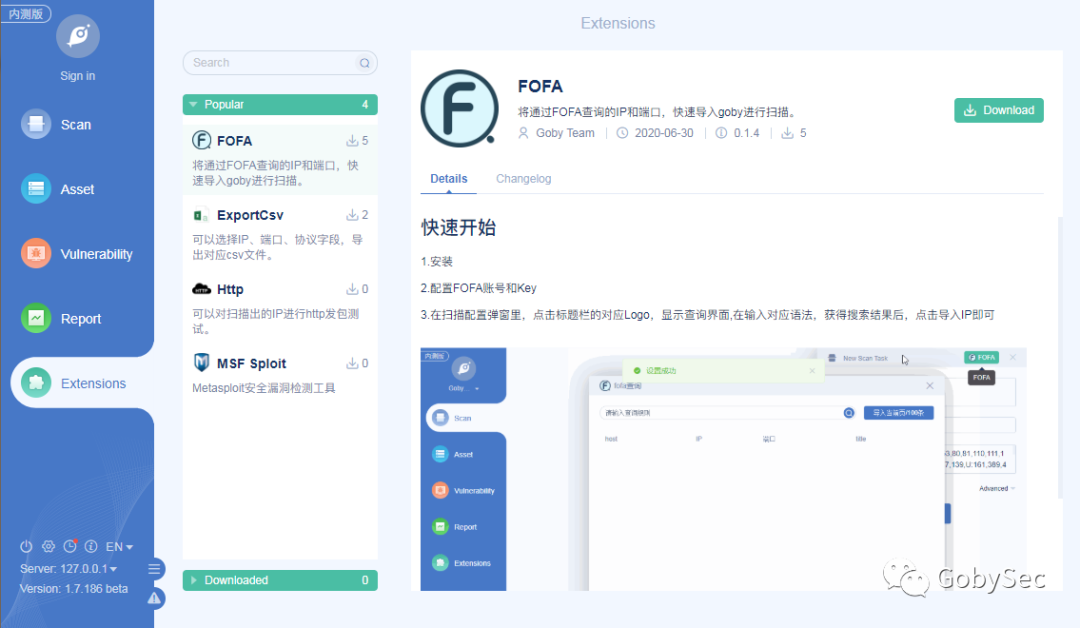 内测版
Sign in
Scan
Asset
Vulnerability
Report
Extensions
EN
Server: 127.0.0.1
Version: 1.7.186 beta
Extensions
Search
Popular 4
FOFA 5
将通过FOFA查询的IP和端口，快
速导入goby进行扫描。
ExportCsv 2
可以选择IP、端口、协议字段，导
出对应csv文件。
Http 0
可以对扫描出的IP进行http发包测
试。
MSF Sploit 0
Metasploit安全漏洞检测工具
Downloaded 0
F
FOFA
将通过FOFA查询的IP和端口，快速导入goby进行扫描。
Goby Team 2020-06-30 0.1.4 5
Download
Details Changelog
快速开始
1.安装
2.配置FOFA账号和Key
3.在扫描配置弹窗里，点击标题栏的对应Logo，显示查询界面,在输入对应语法，获得搜索结果后，点击导入IP即可
内测版
Goby
Scan
Asset
Vulnerability
Report
Extensions
New Scan Task
FOFA
FOFA
设置成功
fofa查询
请输入查询规则
导入当前页/100条
host IP 端口 title
3,80,81,110,111,1
7,139,U:161,389,4
Advanced
GobySec